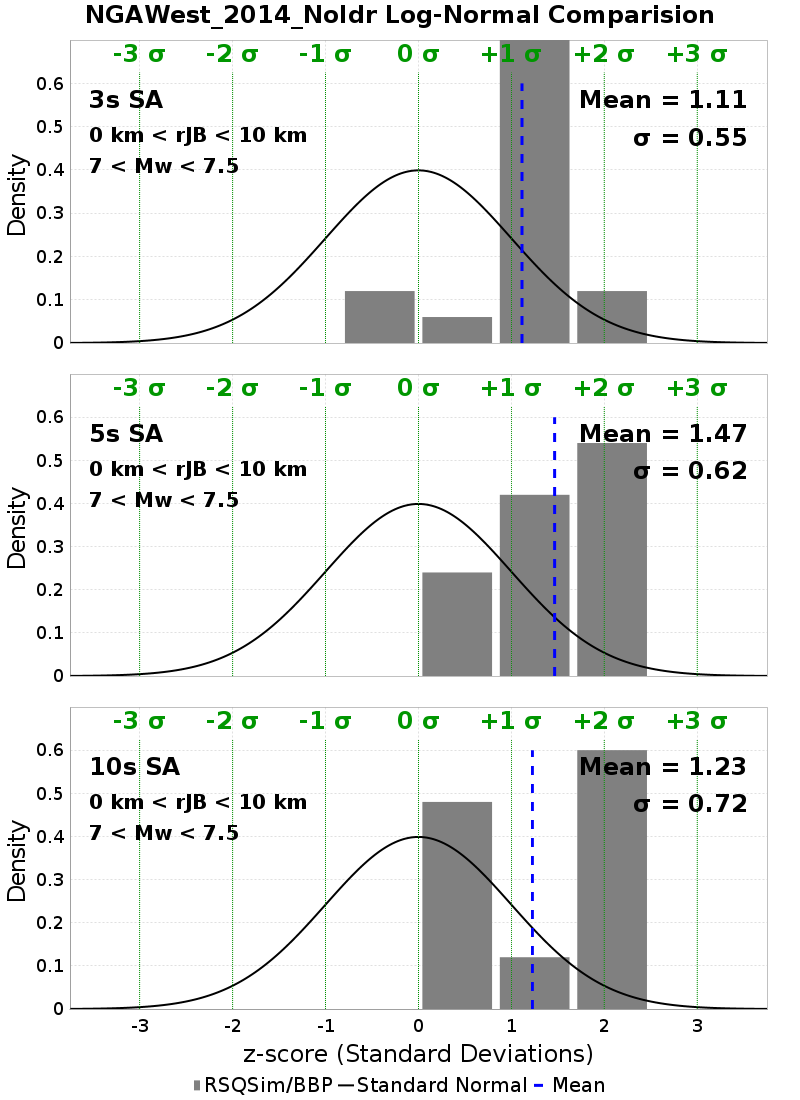 NGAWest_2014_NoIdr Log-Normal Comparision
-3 σ -2 σ -1 σ 0 σ +1 σ +2 σ +3 σ
3s SA
Mean = 1.11
0 km < rJB < 10 km
σ = 0.55
7 < Mw < 7.5
Density
0.6
0.5
0.4
0.3
0.2
0.1
0
-3 σ -2 σ -1 σ 0 σ +1 σ +2 σ +3 σ
5s SA
Mean = 1.47
0 km < rJB < 10 km
σ = 0.62
7 < Mw < 7.5
Density
0.6
0.5
0.4
0.3
0.2
0.1
0
-3 σ -2 σ -1 σ 0 σ +1 σ +2 σ +3 σ
10s SA
Mean = 1.23
0 km < rJB < 10 km
σ = 0.72
7 < Mw < 7.5
Density
0.6
0.5
0.4
0.3
0.2
0.1
0
-3 -2 -1 0 1 2 3
z-score (Standard Deviations)
RSQSim/BBP Standard Normal Mean